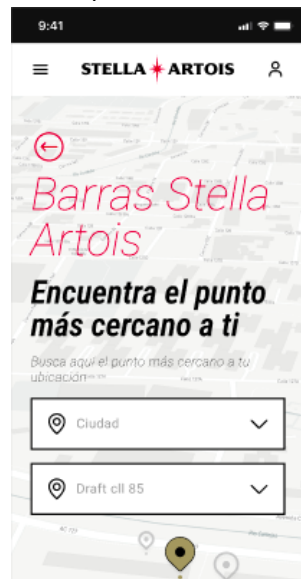 9:41
STELLA ARTOIS
Barras Stella
Artois
Encuentra el punto
más cercano a ti
Busca aquí el punto más cercano a tu
ubicación
Ciudad
Draft cll 85